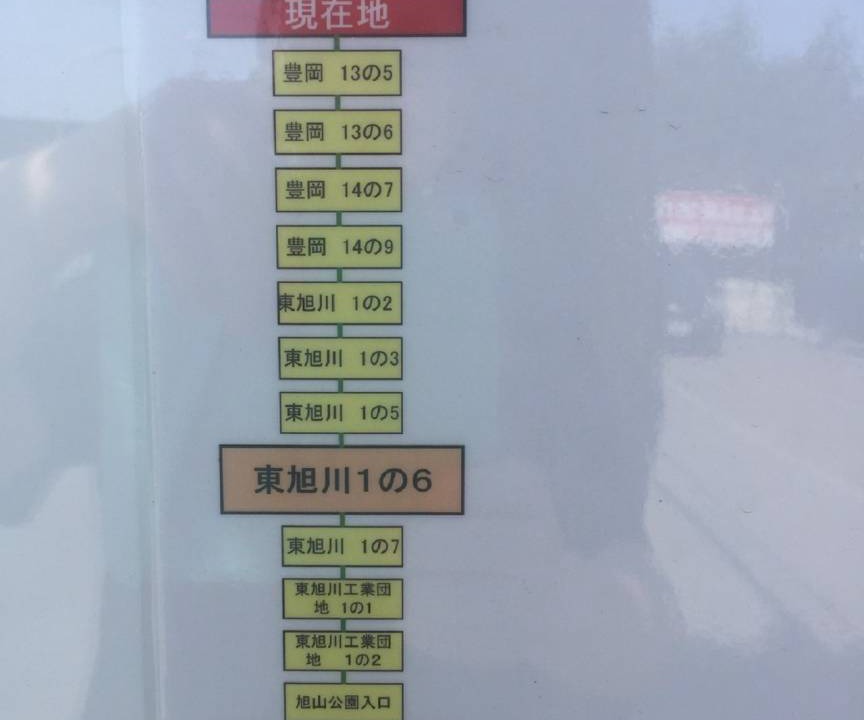 現在地
豊岡 13の5
豊岡 13の6
豊岡 14の7
豊岡 14の9
東旭川 1の2
東旭川 1の3
東旭川 1の5
東旭川1の6
東旭川 1の7
東旭川工業団
地 1の1
東旭川工業団
地 1の2
旭山公園入口